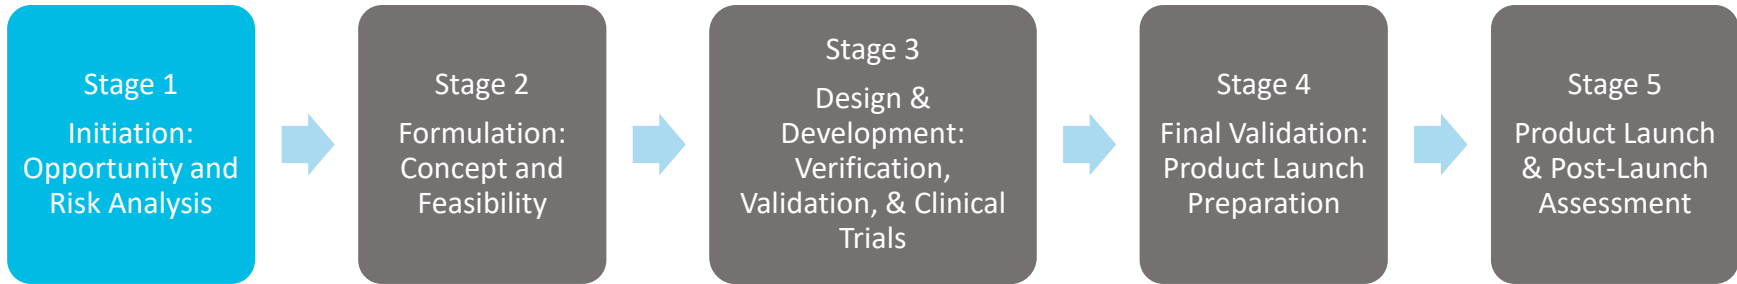 Stage 1
Initiation:
Opportunity and
Risk Analysis
Stage 2
Formulation:
Concept and
Feasibility
Stage 3
Design &
Development:
Verification,
Validation, & Clinical
Trials
Stage 4
Final Validation:
Product Launch
Preparation
Stage 5
Product Launch
& Post-Launch
Assessment